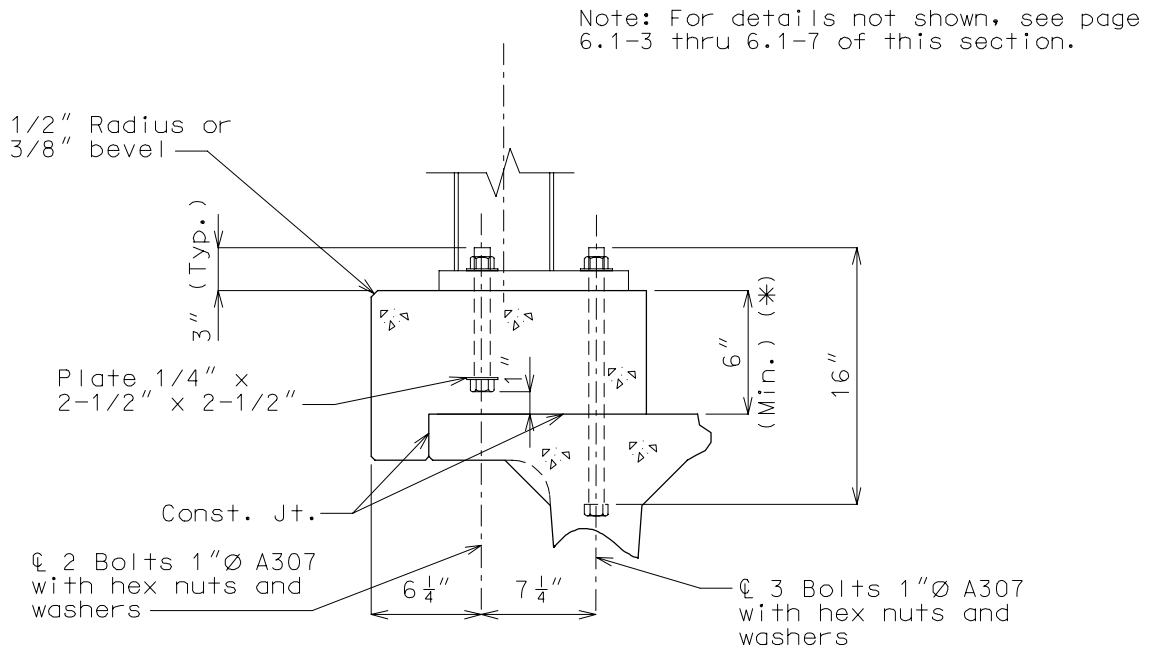 Note: For details not shown, see page
6.1-3 thru 6.1-7 of this section.
1/2" Radius or
3/8" bevel
3" (Typ.)
Plate 1/4" x
2-1/2" x 2-1/2"
1"
6"
(Min.) (*)
16"
Const. Jt.
℄ 2 Bolts 1"Ø A307
with hex nuts and
washers
6 1/4"
7 1/4"
℄ 3 Bolts 1"Ø A307
with hex nuts and
washers